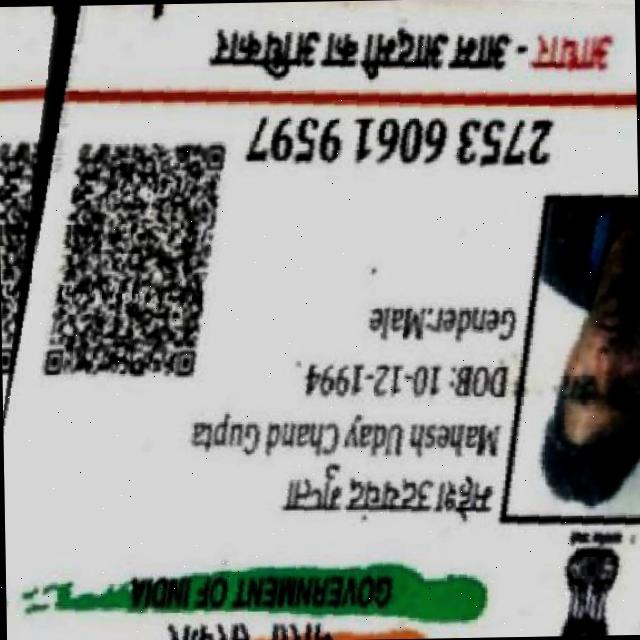 GOVERNMENT OF INDIA
महेश उदयचंद गुप्ता
Mahesh Uday Chand Gupta
DOB: 10-12-1994
Gender:Male
2753 6061 9597
आधार - आम आदमी का अधिकार